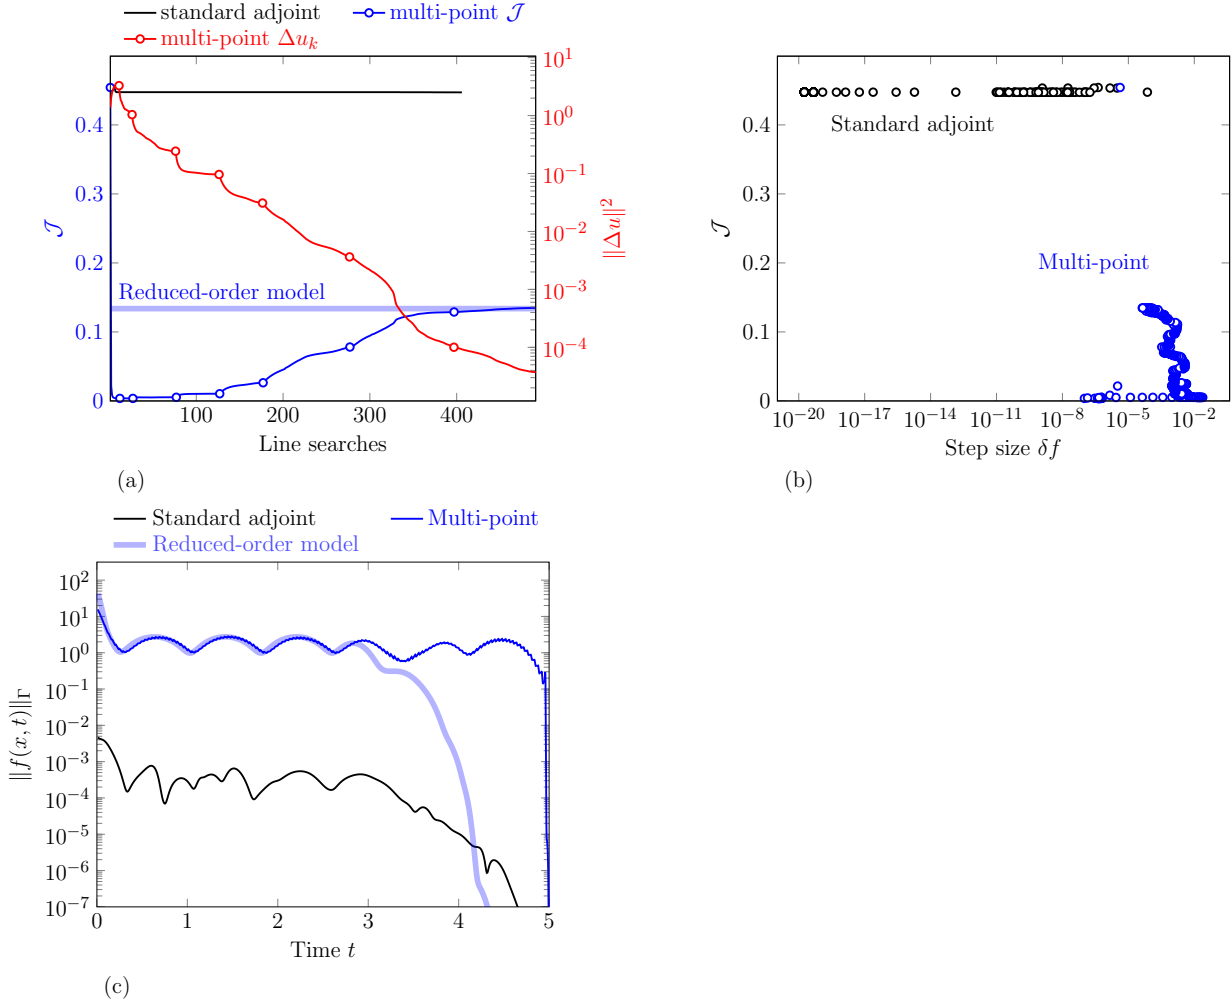 standard adjoint
multi-point 𝒥
multi-point Δu_k
10^1
10^0
10^{-1}
10^{-2}
10^{-3}
10^{-4}
||Δu||^2
0.4
0.3
0.2
0.1
0
𝒥
Reduced-order model
100 200 300 400
Line searches
(a)
Standard adjoint
Multi-point
0.4
0.3
0.2
0.1
0
𝒥
10^{-20} 10^{-17} 10^{-14} 10^{-11} 10^{-8} 10^{-5} 10^{-2}
Step size δf
(b)
Standard adjoint
Multi-point
Reduced-order model
10^2
10^1
10^0
10^{-1}
10^{-2}
10^{-3}
10^{-4}
10^{-5}
10^{-6}
10^{-7}
||f(x, t)||_Γ
0 1 2 3 4 5
Time t
(c)